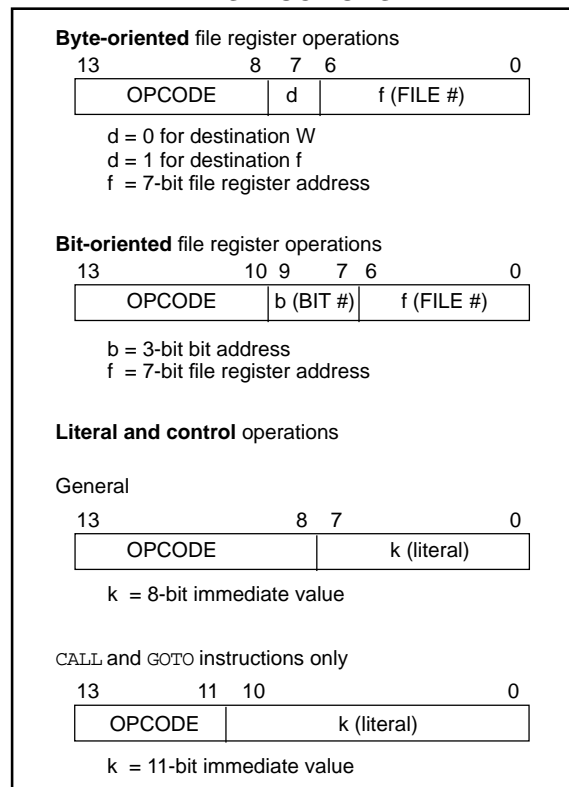 Byte-oriented file register operations
13 8 7 6 0
OPCODE d f (FILE #)
d = 0 for destination W
d = 1 for destination f
f = 7-bit file register address
Bit-oriented file register operations
13 10 9 7 6 0
OPCODE b (BIT #) f (FILE #)
b = 3-bit bit address
f = 7-bit file register address
Literal and control operations
General
13 8 7 0
OPCODE k (literal)
k = 8-bit immediate value
CALL and GOTO instructions only
13 11 10 0
OPCODE k (literal)
k = 11-bit immediate value